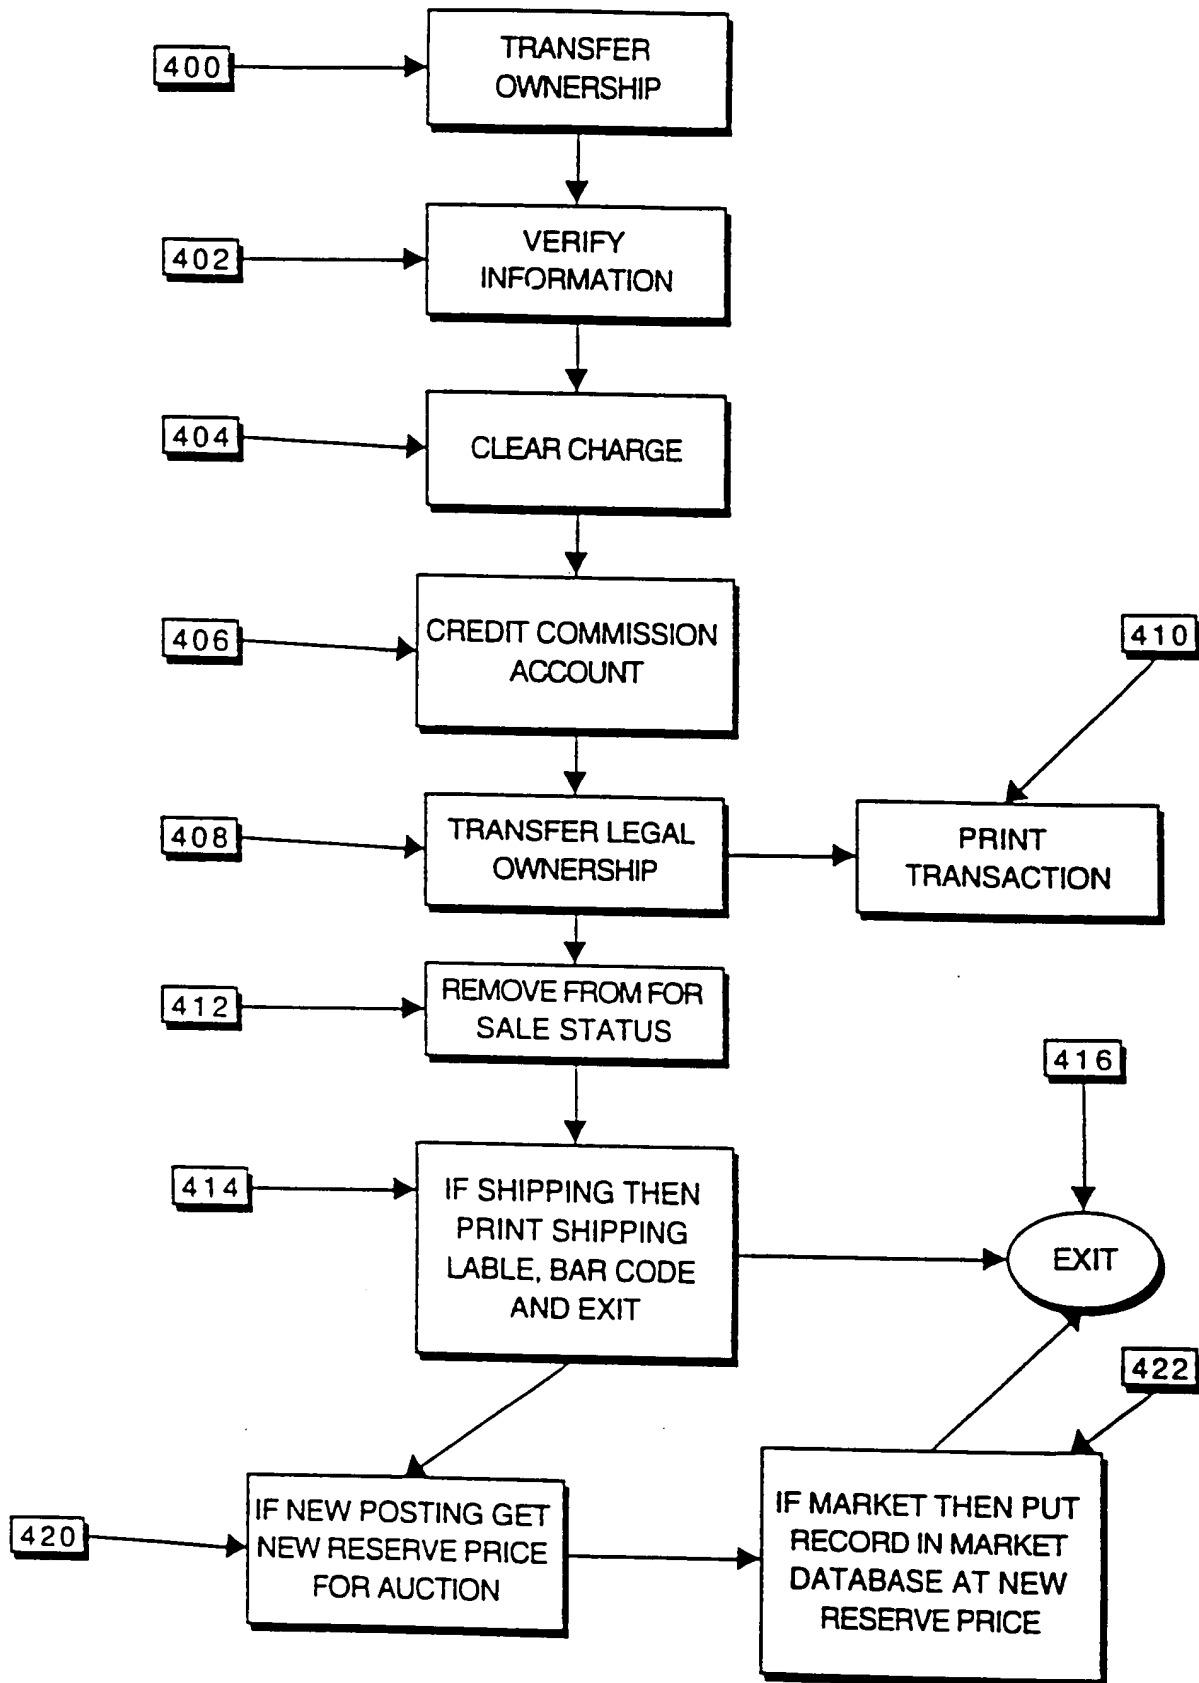 400
TRANSFER
OWNERSHIP
402
VERIFY
INFORMATION
404
CLEAR CHARGE
406
CREDIT COMMISSION
ACCOUNT
410
408
TRANSFER LEGAL
OWNERSHIP
PRINT
TRANSACTION
412
REMOVE FROM FOR
SALE STATUS
416
414
IF SHIPPING THEN
PRINT SHIPPING
LABLE, BAR CODE
AND EXIT
EXIT
422
420
IF NEW POSTING GET
NEW RESERVE PRICE
FOR AUCTION
IF MARKET THEN PUT
RECORD IN MARKET
DATABASE AT NEW
RESERVE PRICE